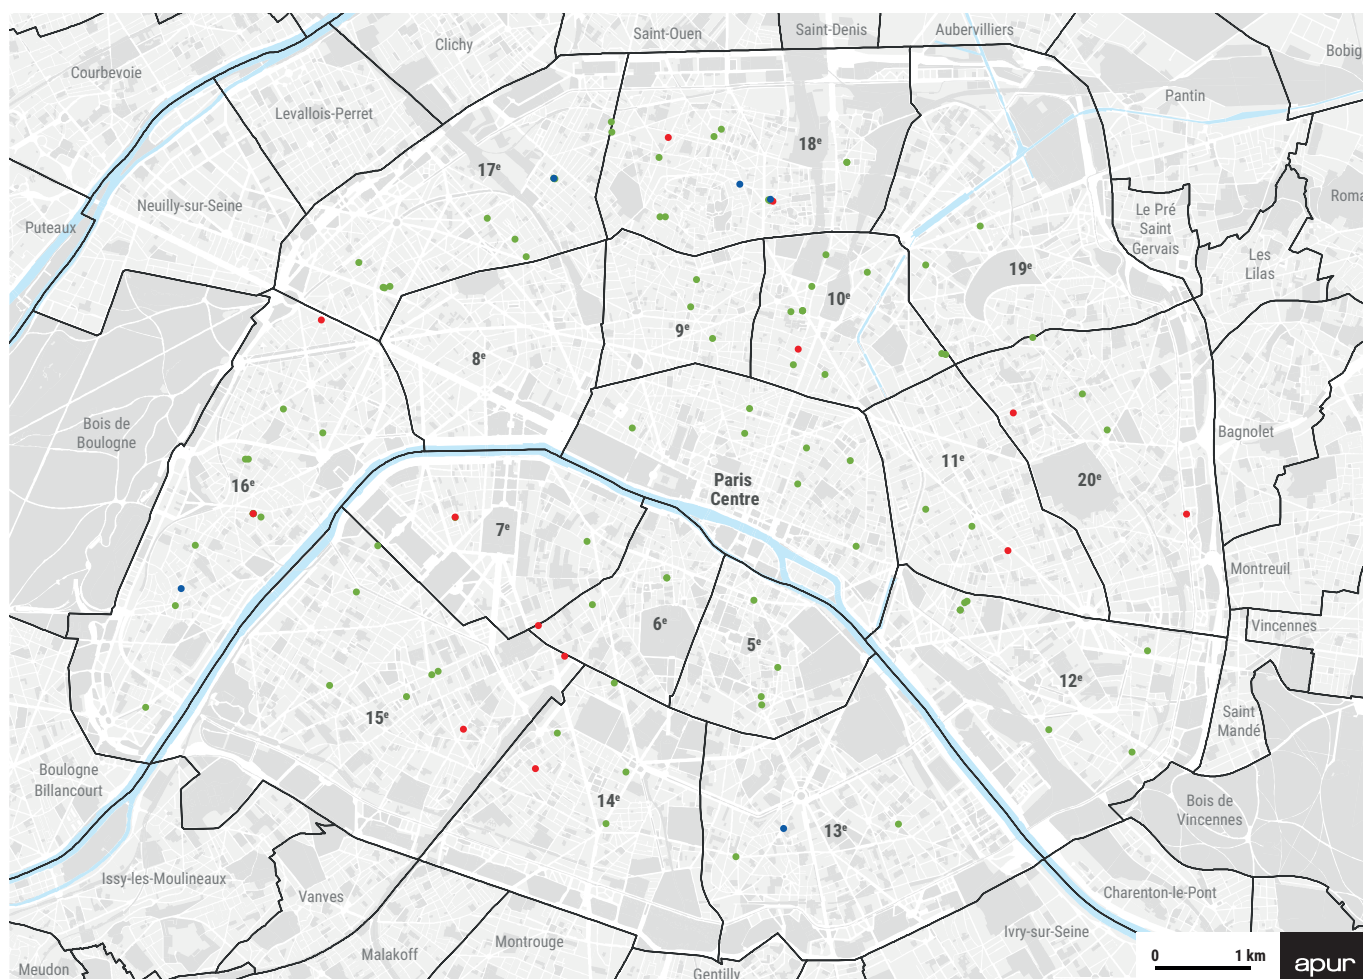 Saint-Ouen
Saint-Denis
Aubervilliers
Clichy
Bobig
Courbevoie
Pantin
Levallois-Perret
18e
17e
Neuilly-sur-Seine
Roma
Puteaux
Le Pré
Saint
Gervais
Les
Lilas
19e
10e
9e
8e
Bois de
Boulogne
Bagnolet
11e
20e
16e
Paris
Centre
7e
Montreuil
6e
5e
Vincennes
12e
15e
Saint
Mandé
Boulogne
Billancourt
14e
13e
Bois de
Vincennes
Issy-les-Moulineaux
Vanves
Charenton-le-Pont
Ivry-sur-Seine
Montrouge
Malakoff
Meudon
Gentilly
0 1 km
apur